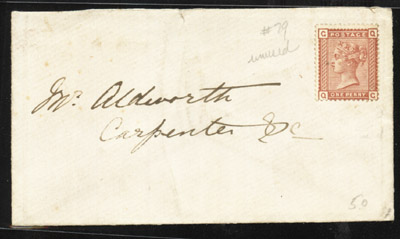 #79
unused
G POSTAGE Q
Q ONE PENNY G
Mr. Aldworth
Carpenter &c
50